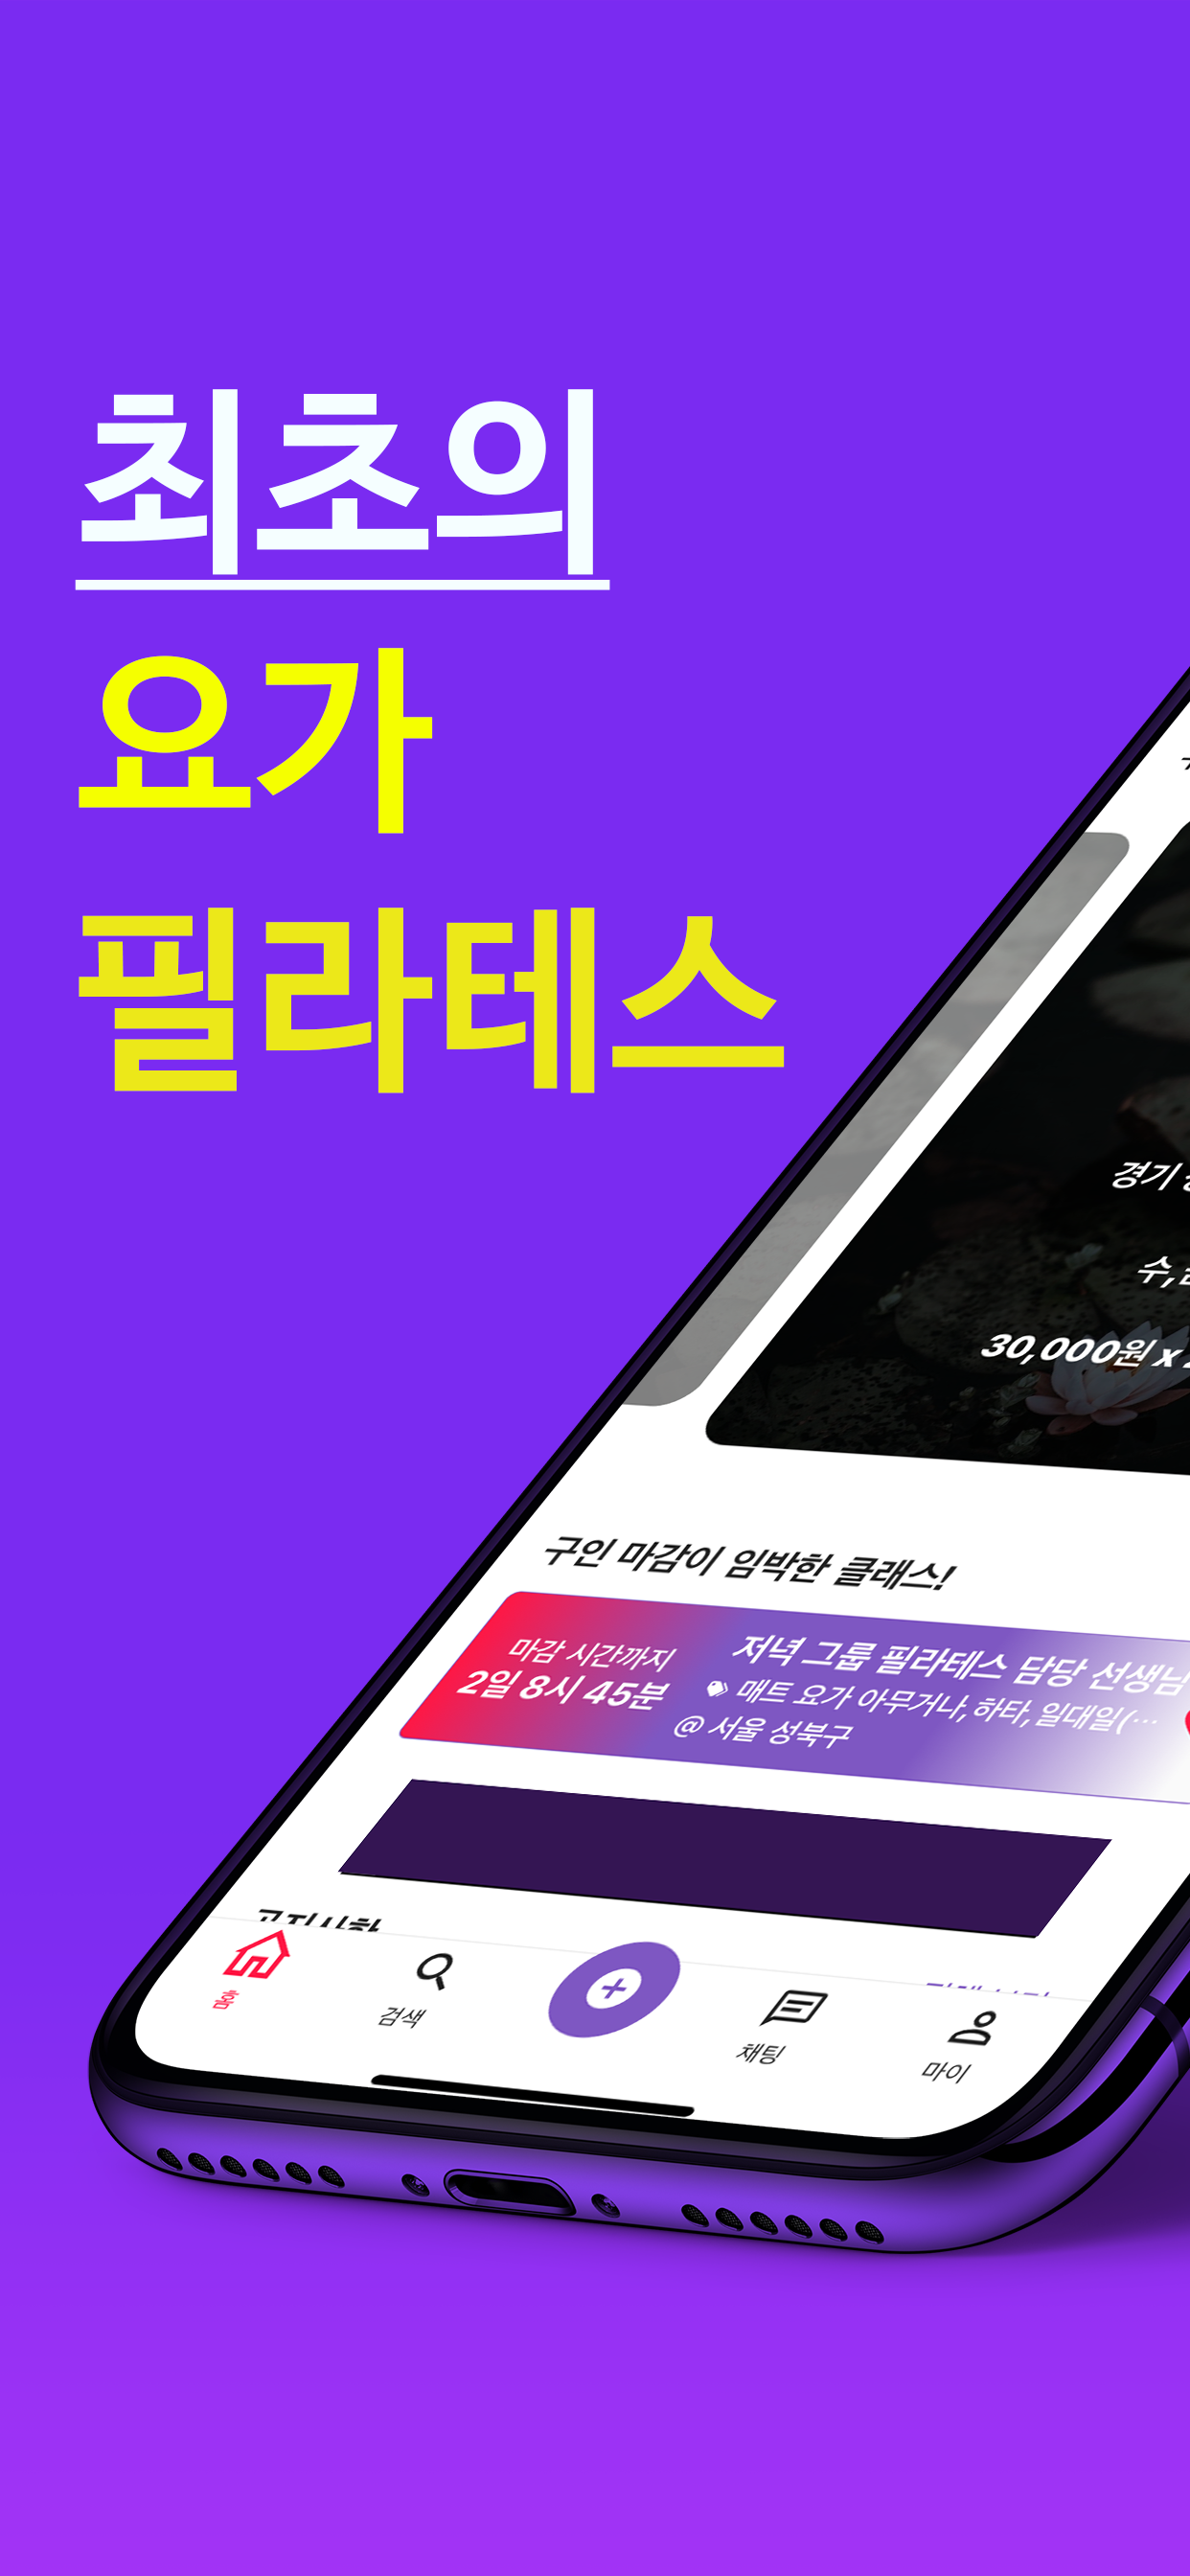 최초의
요가
필라테스
경기
수,
30,000원 x
구인 마감이 임박한 클래스!
마감 시간까지
2일 8시 45분
저녁 그룹 필라테스 담당 선생님
매트 요가 아무거나, 하타, 일대일(…
@ 서울 성북구
공지사항
홈
검색
채팅
마이